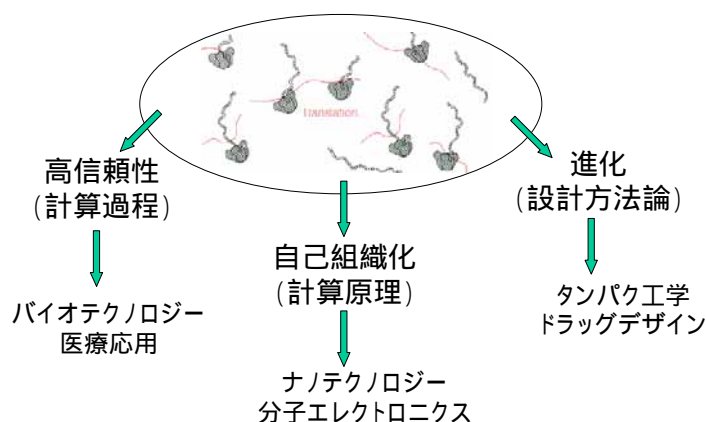 translation
高信頼性
(計算過程)
バイオテクノロジー
医療応用
自己組織化
(計算原理)
ナノテクノロジー
分子エレクトロニクス
進化
(設計方法論)
タンパク工学
ドラッグデザイン